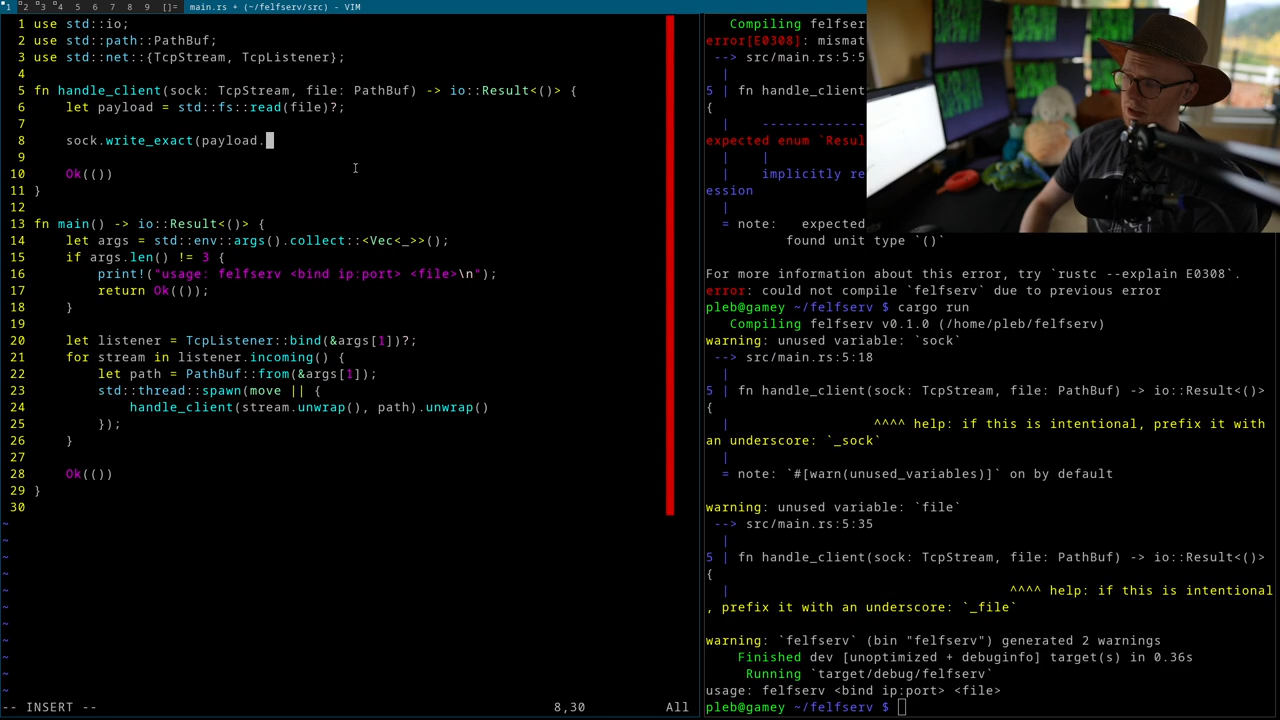 1 2 3 4 5 6 7 8 9 []= main.rs + (~/felfserv/src) - VIM
1 use std::io;
2 use std::path::PathBuf;
3 use std::net::{TcpStream, TcpListener};
4
5 fn handle_client(sock: TcpStream, file: PathBuf) -> io::Result<()> {
6     let payload = std::fs::read(file)?;
7
8     sock.write_exact(payload.
9
10     Ok(())
11 }
12
13 fn main() -> io::Result<()> {
14     let args = std::env::args().collect::<Vec<_>>();
15     if args.len() != 3 {
16         print!("usage: felfserv <bind ip:port> <file>\n");
17         return Ok(());
18     }
19
20     let listener = TcpListener::bind(&args[1])?;
21     for stream in listener.incoming() {
22         let path = PathBuf::from(&args[1]);
23         std::thread::spawn(move || {
24             handle_client(stream.unwrap(), path).unwrap()
25         });
26     }
27
28     Ok(())
29 }
30
~
~
~
~
~
~
~
~
~
~
~
-- INSERT -- 8,30 All
   Compiling felfserv
error[E0308]: mismat
 --> src/main.rs:5:5
  |
5 | fn handle_client
{
  |    -------------
expected enum `Resul
  |    |
  |    implicitly re
ession
  |
  = note:   expected
          found unit type `()`
For more information about this error, try `rustc --explain E0308`.
error: could not compile `felfserv` due to previous error
pleb@gamey ~/felfserv $ cargo run
   Compiling felfserv v0.1.0 (/home/pleb/felfserv)
warning: unused variable: `sock`
 --> src/main.rs:5:18
  |
5 | fn handle_client(sock: TcpStream, file: PathBuf) -> io::Result<()>
{
  |                  ^^^^ help: if this is intentional, prefix it with
an underscore: `_sock`
  |
  = note: `#[warn(unused_variables)]` on by default
warning: unused variable: `file`
 --> src/main.rs:5:35
  |
5 | fn handle_client(sock: TcpStream, file: PathBuf) -> io::Result<()>
{
  |                                   ^^^^ help: if this is intentional
, prefix it with an underscore: `_file`
warning: `felfserv` (bin "felfserv") generated 2 warnings
    Finished dev [unoptimized + debuginfo] target(s) in 0.36s
     Running `target/debug/felfserv`
usage: felfserv <bind ip:port> <file>
pleb@gamey ~/felfserv $